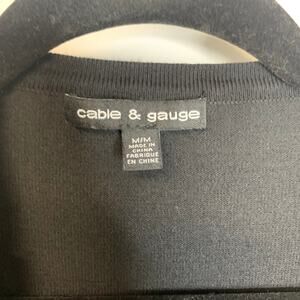 cable & gauge
M/M
MADE IN
CHINA
FABRIQUÉ
EN CHINE